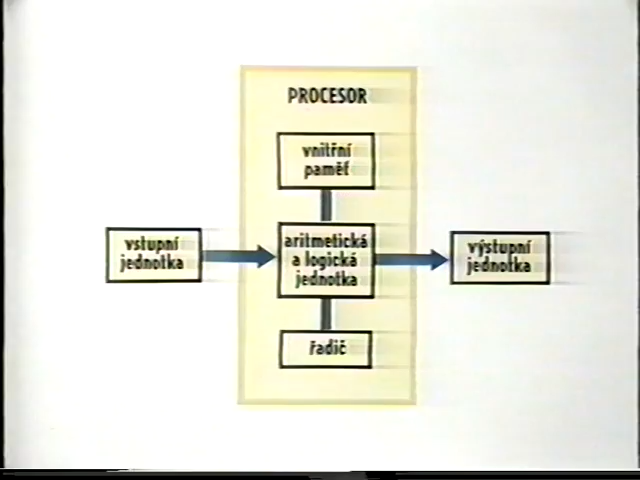 PROCESOR
vnitřní
paměť
vstupní
jednotka
aritmetická
a logická
jednotka
výstupní
jednotka
řadič